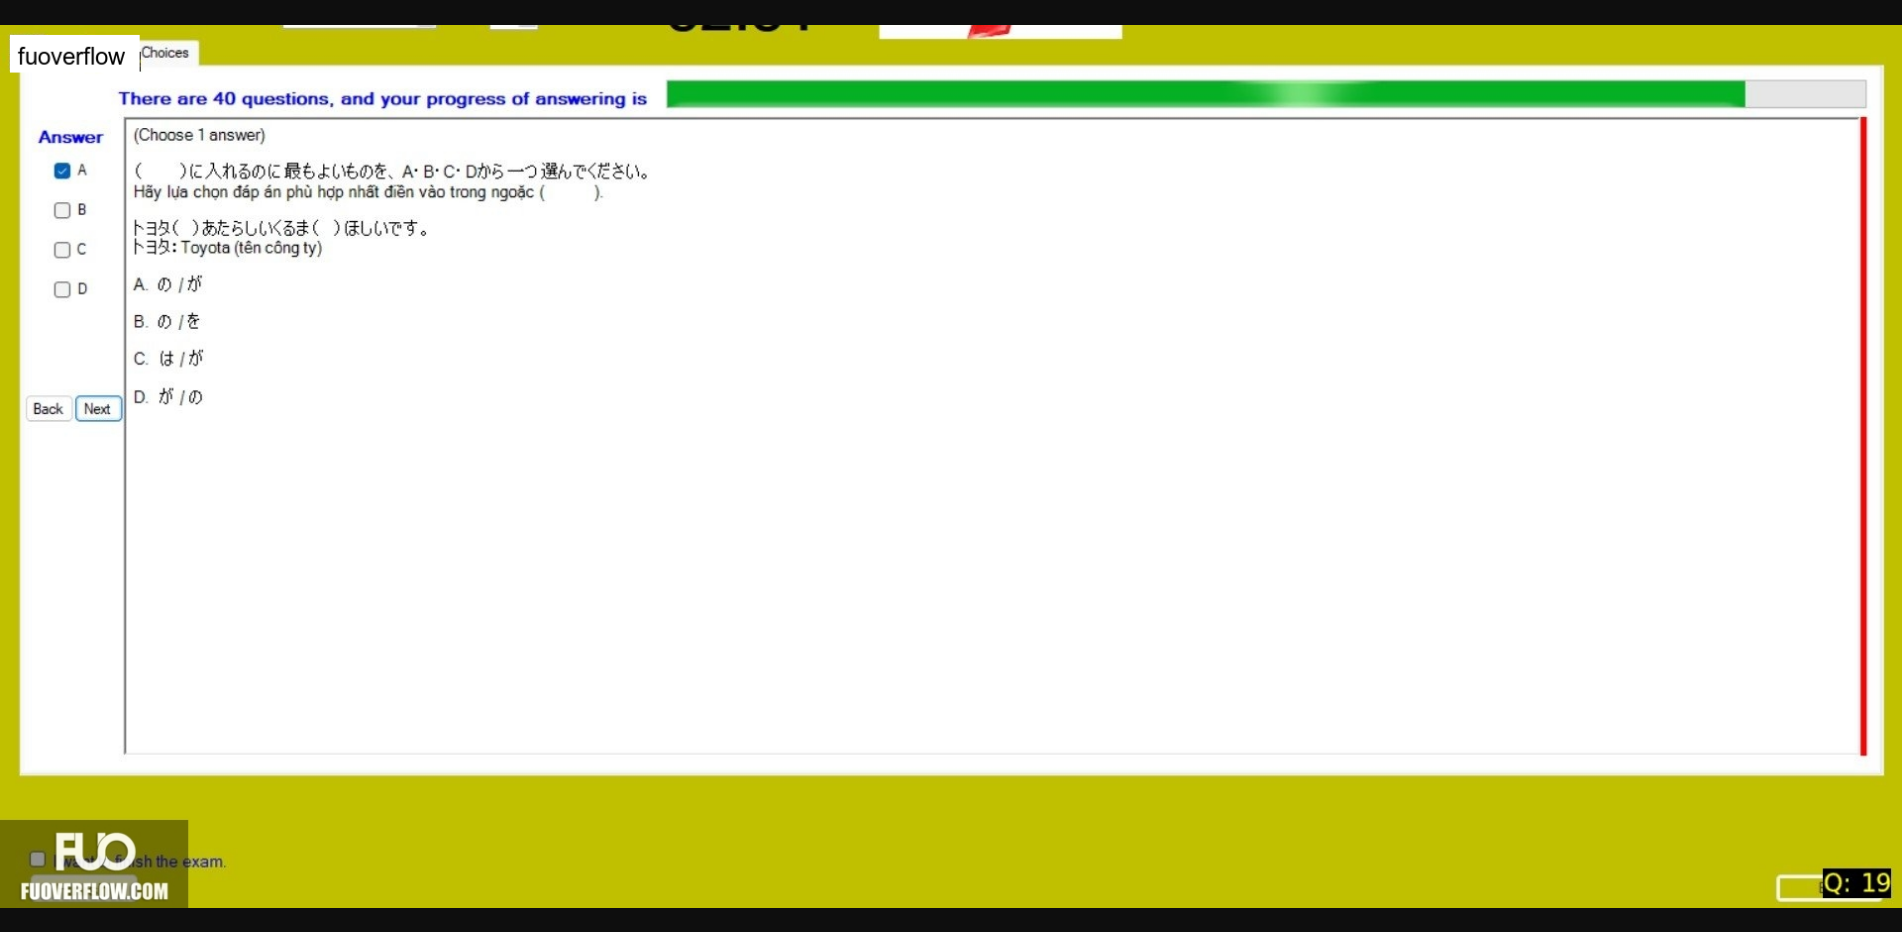 fuoverflow
Choices
There are 40 questions, and your progress of answering is
Answer
A
B
C
D
Back
Next
(Choose 1 answer)
(　　)に入れるのに最もよいものを、A・B・C・Dから一つ選んでください。
Hãy lựa chọn đáp án phù hợp nhất điền vào trong ngoặc (　　).
トヨタ(　)あたらしいくるま(　)ほしいです。
トヨタ: Toyota (tên công ty)
A. の / が
B. の / を
C. は / が
D. が / の
FUO
FUOVERFLOW.COM
the exam.
Q: 19